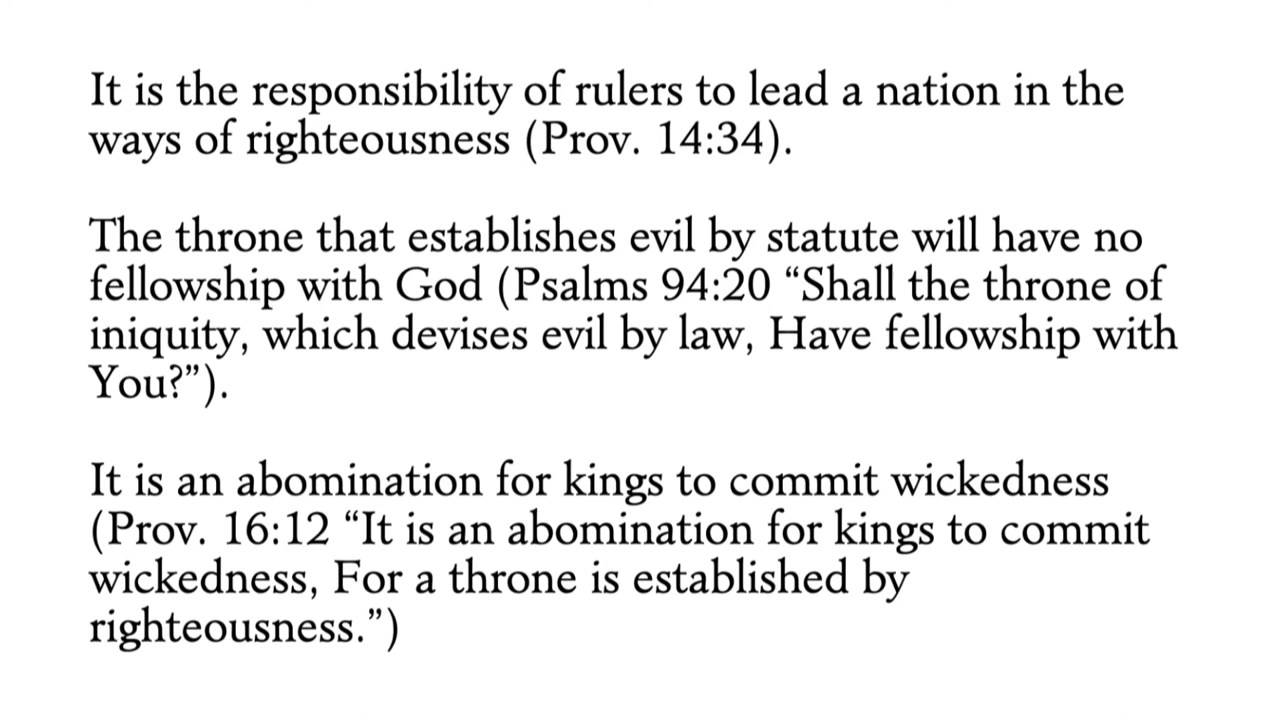 It is the responsibility of rulers to lead a nation in the
ways of righteousness (Prov. 14:34).
The throne that establishes evil by statute will have no
fellowship with God (Psalms 94:20 “Shall the throne of
iniquity, which devises evil by law, Have fellowship with
You?”).
It is an abomination for kings to commit wickedness
(Prov. 16:12 “It is an abomination for kings to commit
wickedness, For a throne is established by
righteousness.”)